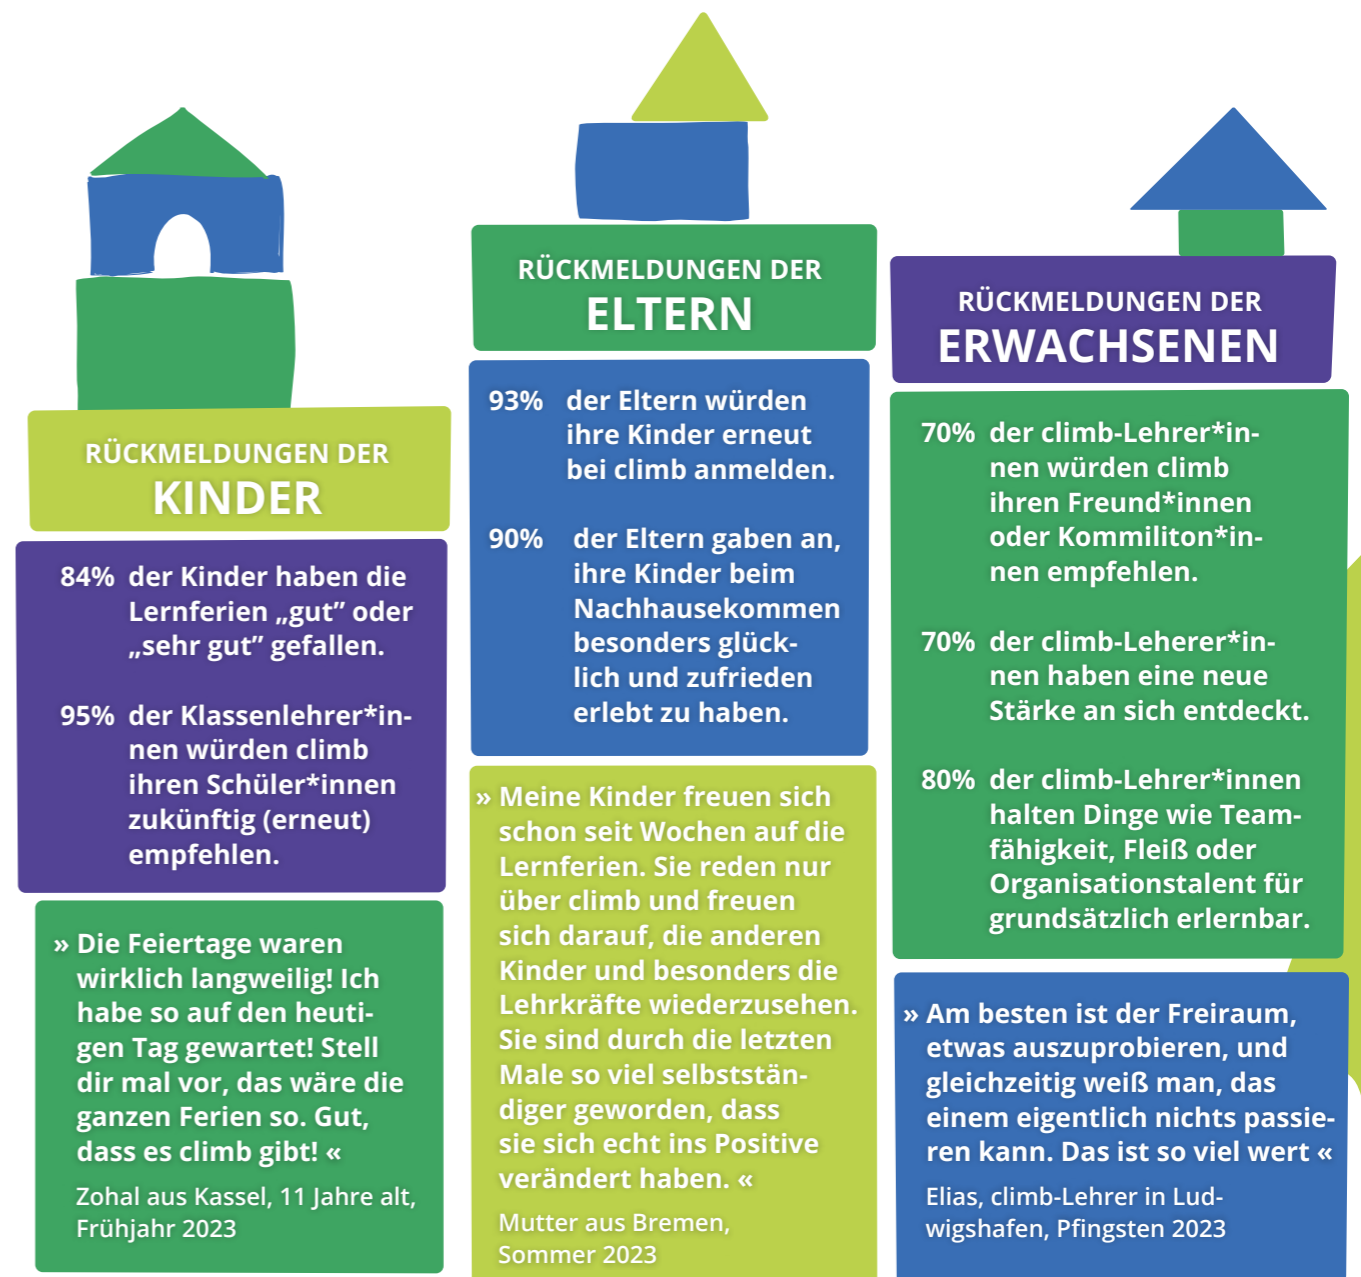 RÜCKMELDUNGEN DER
KINDER
84% der Kinder haben die
Lernferien „gut” oder
„sehr gut” gefallen.
95% der Klassenlehrer*in-
nen würden climb
ihren Schüler*innen
zukünftig (erneut)
empfehlen.
» Die Feiertage waren
wirklich langweilig! Ich
habe so auf den heuti-
gen Tag gewartet! Stell
dir mal vor, das wäre die
ganzen Ferien so. Gut,
dass es climb gibt! «
Zohal aus Kassel, 11 Jahre alt,
Frühjahr 2023
RÜCKMELDUNGEN DER
ELTERN
93% der Eltern würden
ihre Kinder erneut
bei climb anmelden.
90% der Eltern gaben an,
ihre Kinder beim
Nachhausekommen
besonders glück-
lich und zufrieden
erlebt zu haben.
» Meine Kinder freuen sich
schon seit Wochen auf die
Lernferien. Sie reden nur
über climb und freuen
sich darauf, die anderen
Kinder und besonders die
Lehrkräfte wiederzusehen.
Sie sind durch die letzten
Male so viel selbststän-
diger geworden, dass
sie sich echt ins Positive
verändert haben. «
Mutter aus Bremen,
Sommer 2023
RÜCKMELDUNGEN DER
ERWACHSENEN
70% der climb-Lehrer*in-
nen würden climb
ihren Freund*innen
oder Kommiliton*in-
nen empfehlen.
70% der climb-Leherer*in-
nen haben eine neue
Stärke an sich entdeckt.
80% der climb-Lehrer*innen
halten Dinge wie Team-
fähigkeit, Fleiß oder
Organisationstalent für
grundsätzlich erlernbar.
» Am besten ist der Freiraum,
etwas auszuprobieren, und
gleichzeitig weiß man, das
einem eigentlich nichts passie-
ren kann. Das ist so viel wert «
Elias, climb-Lehrer in Lud-
wigshafen, Pfingsten 2023